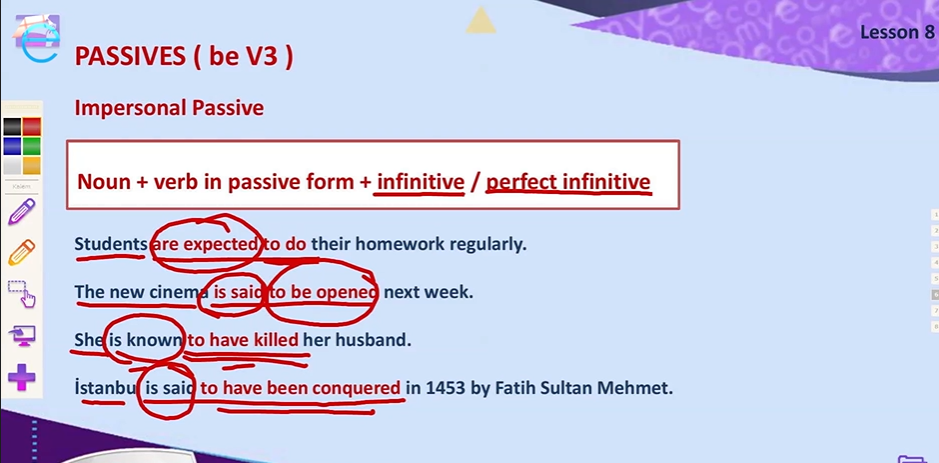 Lesson 8
PASSIVES ( be V3 )
Impersonal Passive
Noun + verb in passive form + infinitive / perfect infinitive
Students are expected to do their homework regularly.
The new cinema is said to be opened next week.
She is known to have killed her husband.
İstanbul is said to have been conquered in 1453 by Fatih Sultan Mehmet.